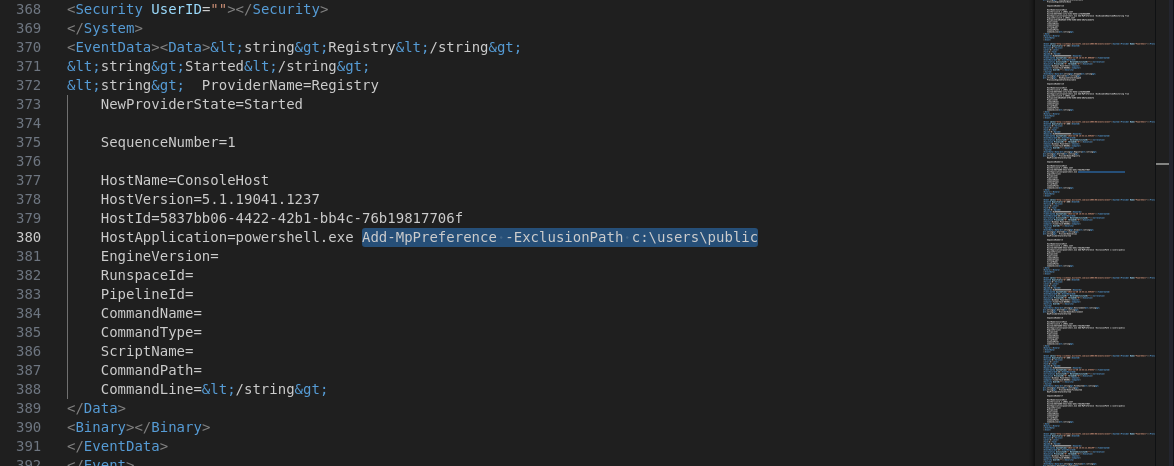 368 <Security UserID=""></Security>
369 </System>
370 <EventData><Data>&lt;string&gt;Registry&lt;/string&gt;
371 &lt;string&gt;Started&lt;/string&gt;
372 &lt;string&gt;  ProviderName=Registry
373     NewProviderState=Started
374
375     SequenceNumber=1
376
377     HostName=ConsoleHost
378     HostVersion=5.1.19041.1237
379     HostId=5837bb06-4422-42b1-bb4c-76b19817706f
380     HostApplication=powershell.exe Add-MpPreference -ExclusionPath c:\users\public
381     EngineVersion=
382     RunspaceId=
383     PipelineId=
384     CommandName=
385     CommandType=
386     ScriptName=
387     CommandPath=
388     CommandLine=&lt;/string&gt;
389 </Data>
390 <Binary></Binary>
391 </EventData>
392 </Event>